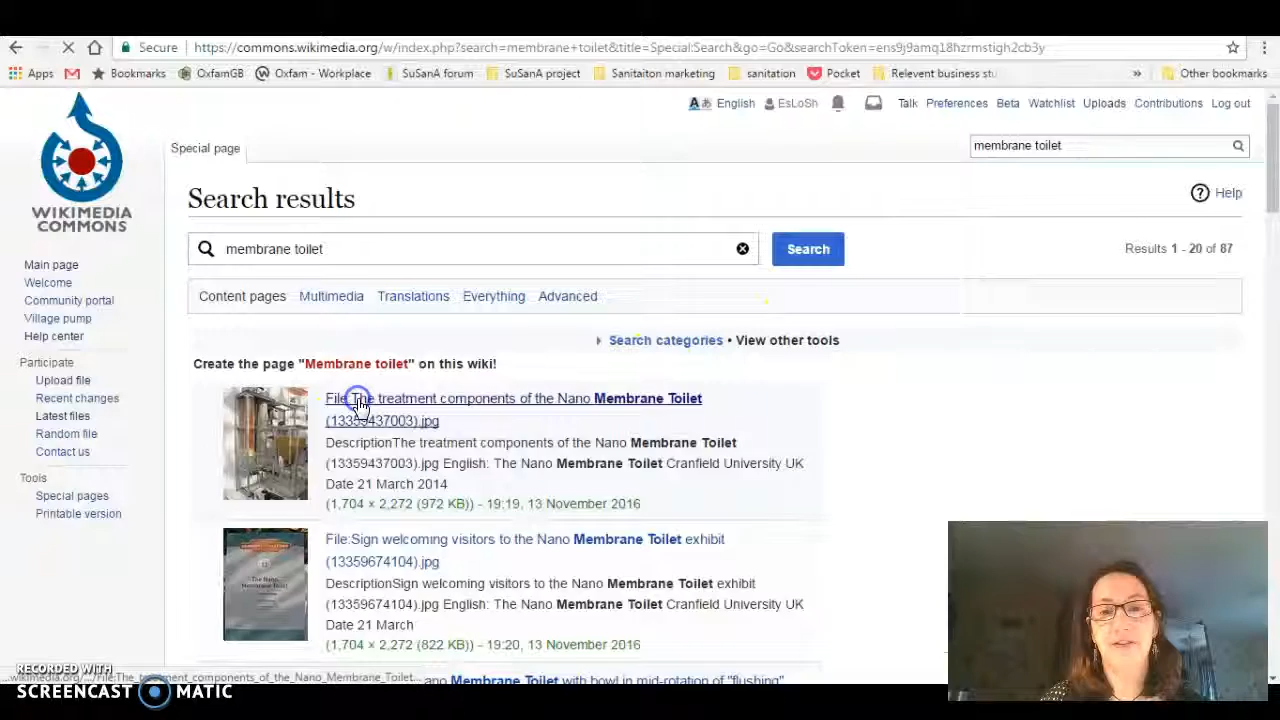 Secure https://commons.wikimedia.org/w/index.php?search=membrane+toilet&title=Special:Search&go=Go&searchToken=ens9j9amq18hzrmstigh2cb3y
Apps Bookmarks OxfamGB Oxfam - Workplace SuSanA forum SuSanA project Sanitaiton marketing sanitation Pocket Relevent business stu » Other bookmarks
English EsLoSh Talk Preferences Beta Watchlist Uploads Contributions Log out
Special page
membrane toilet
WIKIMEDIA
COMMONS
Search results
Help
membrane toilet
Search
Results 1 - 20 of 87
Main page
Welcome
Community portal
Village pump
Help center
Participate
Upload file
Recent changes
Latest files
Random file
Contact us
Tools
Special pages
Printable version
Content pages Multimedia Translations Everything Advanced
Search categories • View other tools
Create the page "Membrane toilet" on this wiki!
File:The treatment components of the Nano Membrane Toilet
(13359437003).jpg
DescriptionThe treatment components of the Nano Membrane Toilet
(13359437003).jpg English: The Nano Membrane Toilet Cranfield University UK
Date 21 March 2014
(1,704 × 2,272 (972 KB)) - 19:19, 13 November 2016
File:Sign welcoming visitors to the Nano Membrane Toilet exhibit
(13359674104).jpg
DescriptionSign welcoming visitors to the Nano Membrane Toilet exhibit
(13359674104).jpg English: The Nano Membrane Toilet Cranfield University UK
Date 21 March
(1,704 × 2,272 (822 KB)) - 19:20, 13 November 2016
ano Membrane Toilet with bowl in mid-rotation of "flushing"
wikimedia.org/.../File:The_treatment_components_of_the_Nano_Membrane_Toilet...
RECORDED WITH
SCREENCAST MATIC